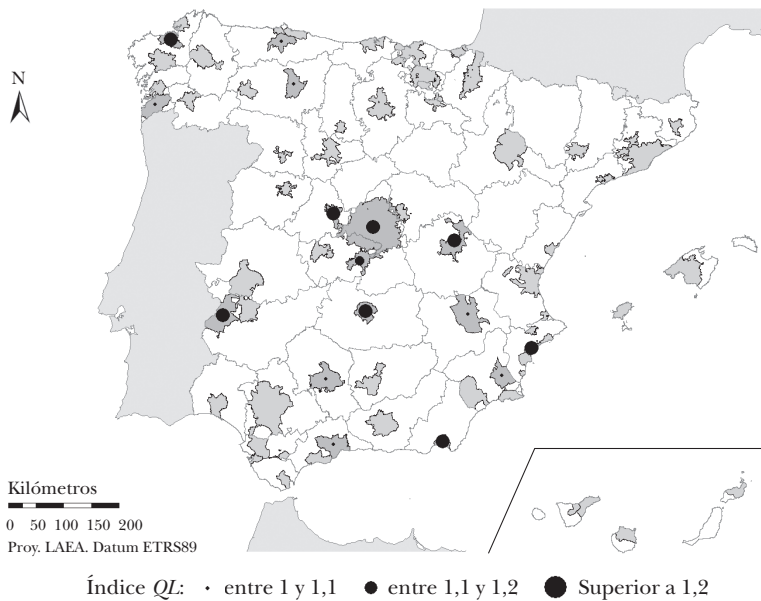 N
Kilómetros
0 50 100 150 200
Proy. LAEA. Datum ETRS89
Índice QL: entre 1 y 1,1 entre 1,1 y 1,2 Superior a 1,2